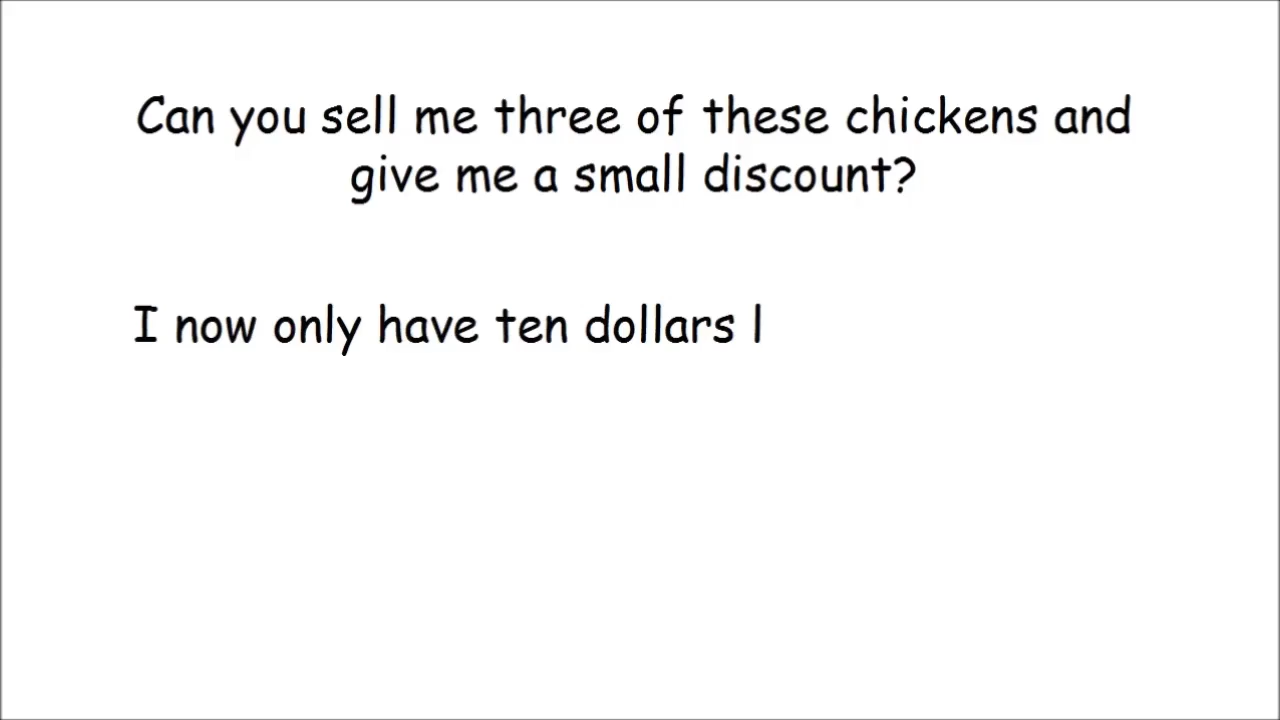 Can you sell me three of these chickens and
give me a small discount?
I now only have ten dollars l